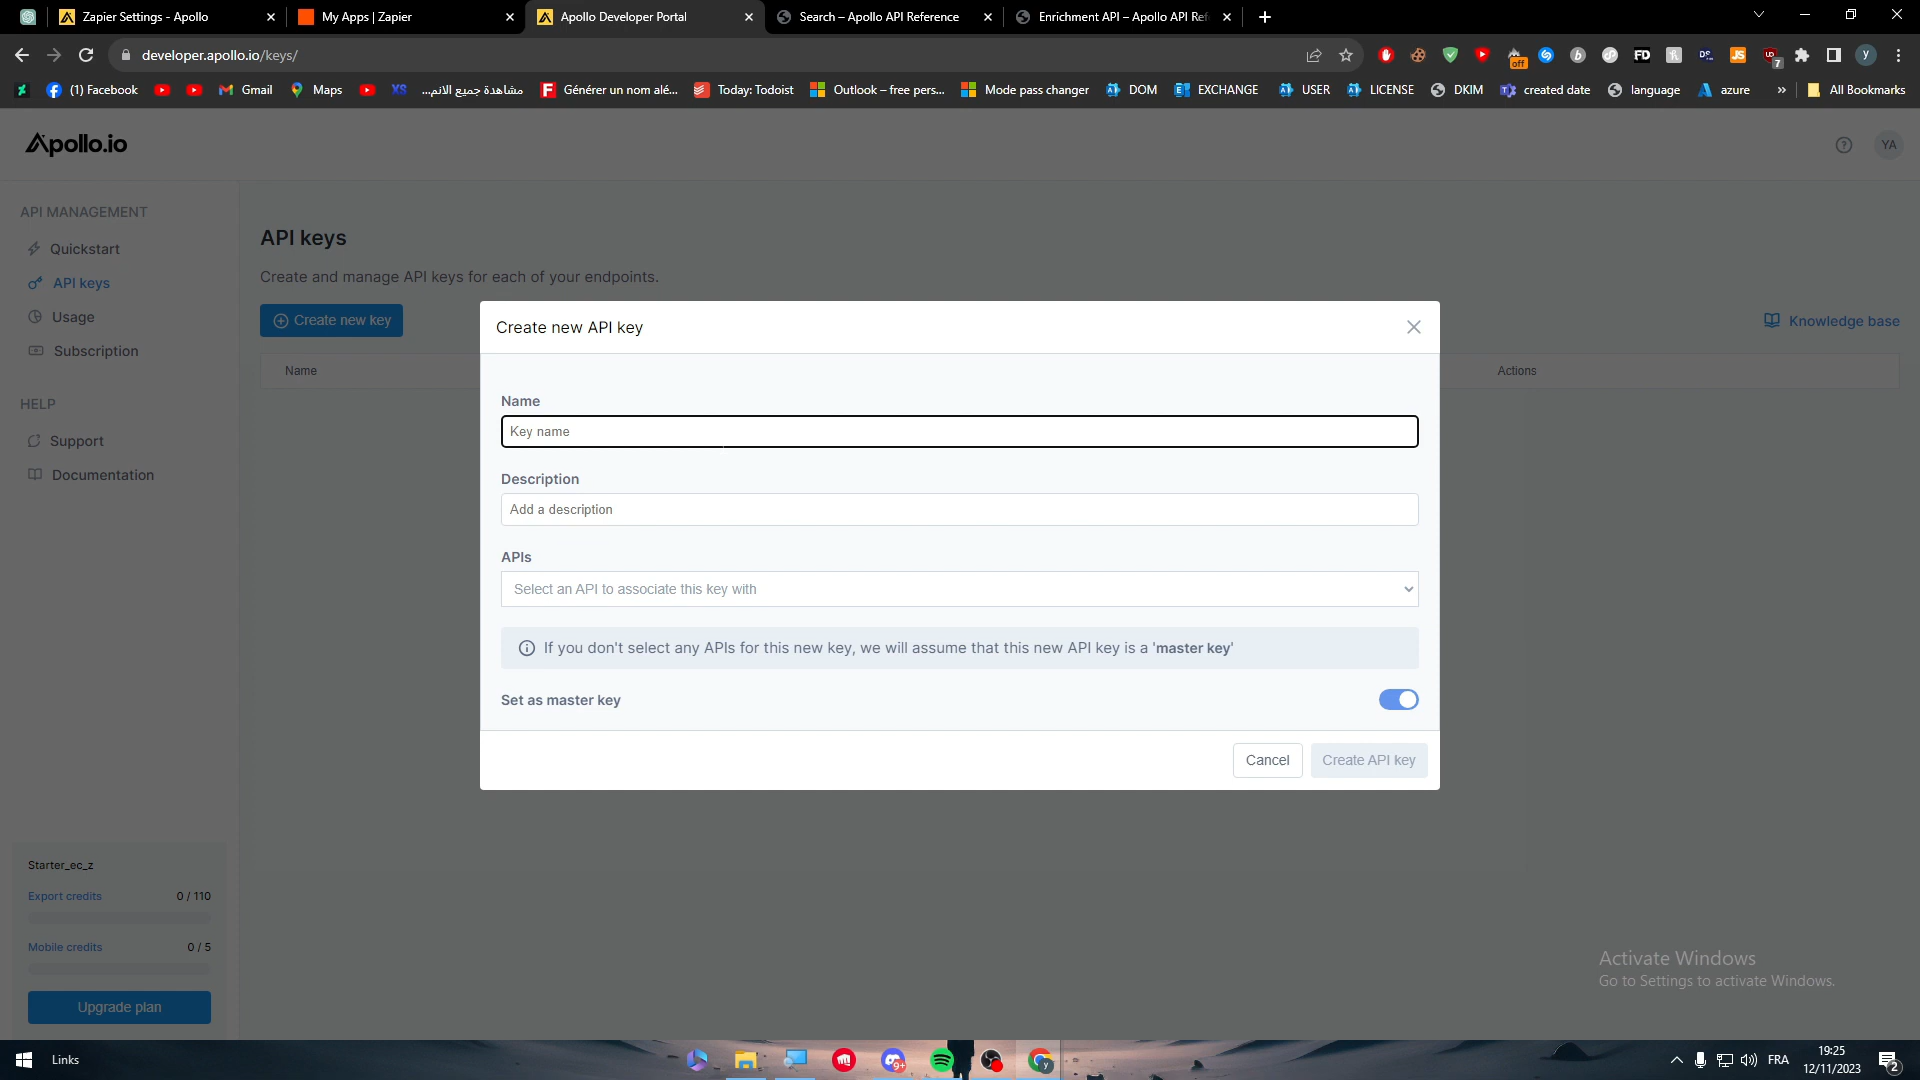 Zapier Settings - Apollo
My Apps | Zapier
Apollo Developer Portal
Search – Apollo API Reference
Enrichment API – Apollo API Ref
developer.apollo.io/keys/
off
FD
JS
7
y
(1) Facebook
Gmail
Maps
XS
مشاهدة جميع الانم...
Générer un nom alé...
Today: Todoist
Outlook – free pers...
Mode pass changer
DOM
EXCHANGE
USER
LICENSE
DKIM
created date
language
azure
»
All Bookmarks
Apollo.io
YA
API MANAGEMENT
Quickstart
API keys
Usage
Subscription
HELP
Support
Documentation
API keys
Create and manage API keys for each of your endpoints.
Create new key
Knowledge base
Name
Actions
Create new API key
Name
Key name
Description
Add a description
APIs
Select an API to associate this key with
If you don't select any APIs for this new key, we will assume that this new API key is a 'master key'
Set as master key
Cancel
Create API key
Starter_ec_z
Export credits 0 / 110
Mobile credits 0 / 5
Upgrade plan
Activate Windows
Go to Settings to activate Windows.
Links
9+
FRA
19:25
12/11/2023
2